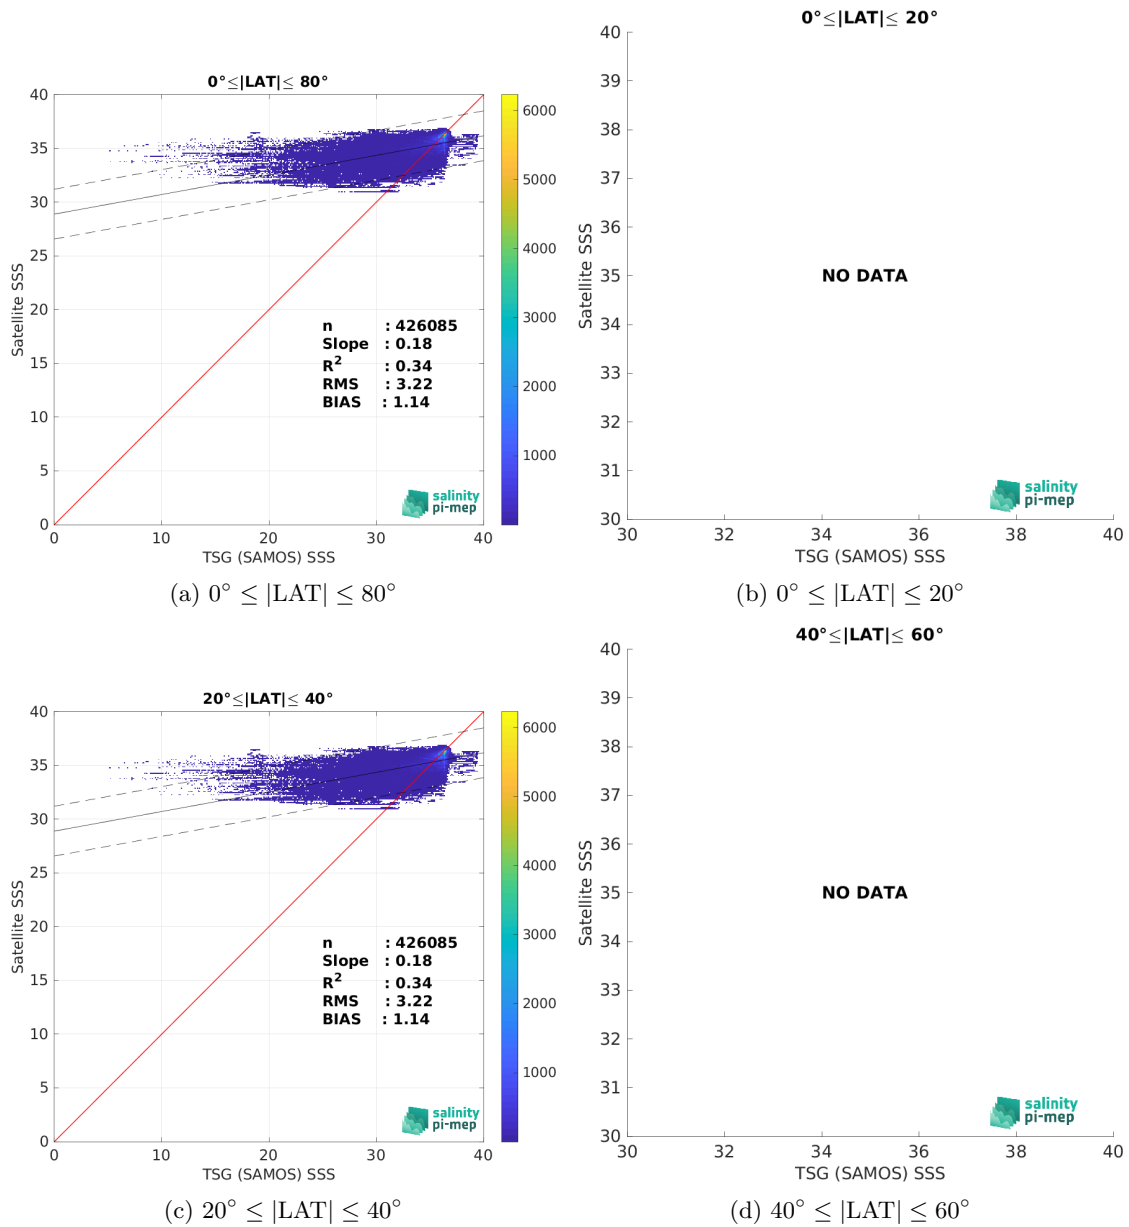 0°≤|LAT|≤ 80°
40
35
30
25
20
15
10
5
0
0
10
20
30
40
Satellite SSS
TSG (SAMOS) SSS
n : 426085
Slope : 0.18
R² : 0.34
RMS : 3.22
BIAS : 1.14
6000
5000
4000
3000
2000
1000
salinity
pi-mep
(a) 0° ≤ |LAT| ≤ 80°
0°≤|LAT|≤ 20°
40
39
38
37
36
35
34
33
32
31
30
30
32
34
36
38
40
Satellite SSS
TSG (SAMOS) SSS
NO DATA
salinity
pi-mep
(b) 0° ≤ |LAT| ≤ 20°
20°≤|LAT|≤ 40°
40
35
30
25
20
15
10
5
0
0
10
20
30
40
Satellite SSS
TSG (SAMOS) SSS
n : 426085
Slope : 0.18
R² : 0.34
RMS : 3.22
BIAS : 1.14
6000
5000
4000
3000
2000
1000
salinity
pi-mep
(c) 20° ≤ |LAT| ≤ 40°
40°≤|LAT|≤ 60°
40
39
38
37
36
35
34
33
32
31
30
30
32
34
36
38
40
Satellite SSS
TSG (SAMOS) SSS
NO DATA
salinity
pi-mep
(d) 40° ≤ |LAT| ≤ 60°